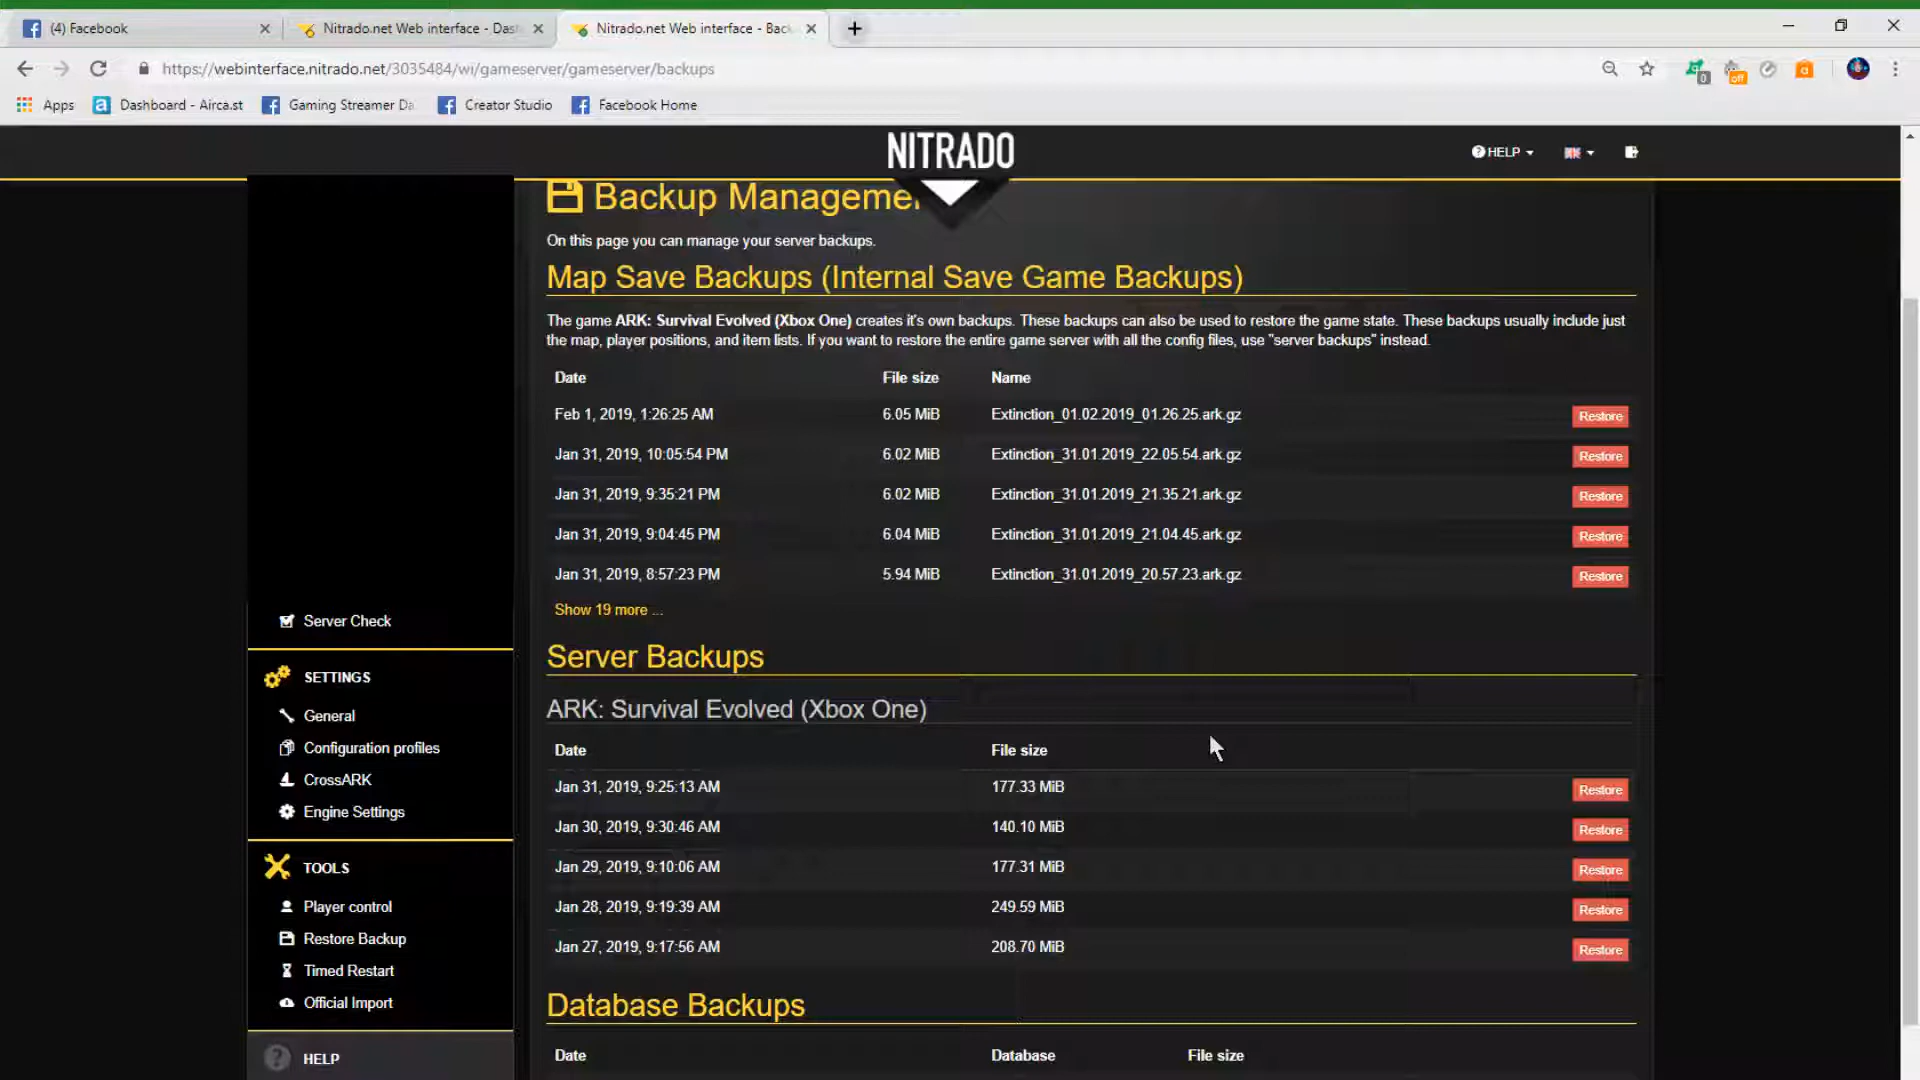 (4) Facebook
Nitrado.net Web interface - Das
Nitrado.net Web interface - Back
https://webinterface.nitrado.net/3035484/wi/gameserver/gameserver/backups
0
off
a
Apps
a Dashboard - Airca.st
Gaming Streamer Da
Creator Studio
Facebook Home
NITRADO
HELP
Backup Managemen
On this page you can manage your server backups.
Map Save Backups (Internal Save Game Backups)
The game ARK: Survival Evolved (Xbox One) creates it's own backups. These backups can also be used to restore the game state. These backups usually include just
the map, player positions, and item lists. If you want to restore the entire game server with all the config files, use "server backups" instead.
Date File size Name
Feb 1, 2019, 1:26:25 AM 6.05 MiB Extinction_01.02.2019_01.26.25.ark.gz Restore
Jan 31, 2019, 10:05:54 PM 6.02 MiB Extinction_31.01.2019_22.05.54.ark.gz Restore
Jan 31, 2019, 9:35:21 PM 6.02 MiB Extinction_31.01.2019_21.35.21.ark.gz Restore
Jan 31, 2019, 9:04:45 PM 6.04 MiB Extinction_31.01.2019_21.04.45.ark.gz Restore
Jan 31, 2019, 8:57:23 PM 5.94 MiB Extinction_31.01.2019_20.57.23.ark.gz Restore
Show 19 more ...
Server Backups
ARK: Survival Evolved (Xbox One)
Date File size
Jan 31, 2019, 9:25:13 AM 177.33 MiB Restore
Jan 30, 2019, 9:30:46 AM 140.10 MiB Restore
Jan 29, 2019, 9:10:06 AM 177.31 MiB Restore
Jan 28, 2019, 9:19:39 AM 249.59 MiB Restore
Jan 27, 2019, 9:17:56 AM 208.70 MiB Restore
Database Backups
Date Database File size
Server Check
SETTINGS
General
Configuration profiles
CrossARK
Engine Settings
TOOLS
Player control
Restore Backup
Timed Restart
Official Import
HELP